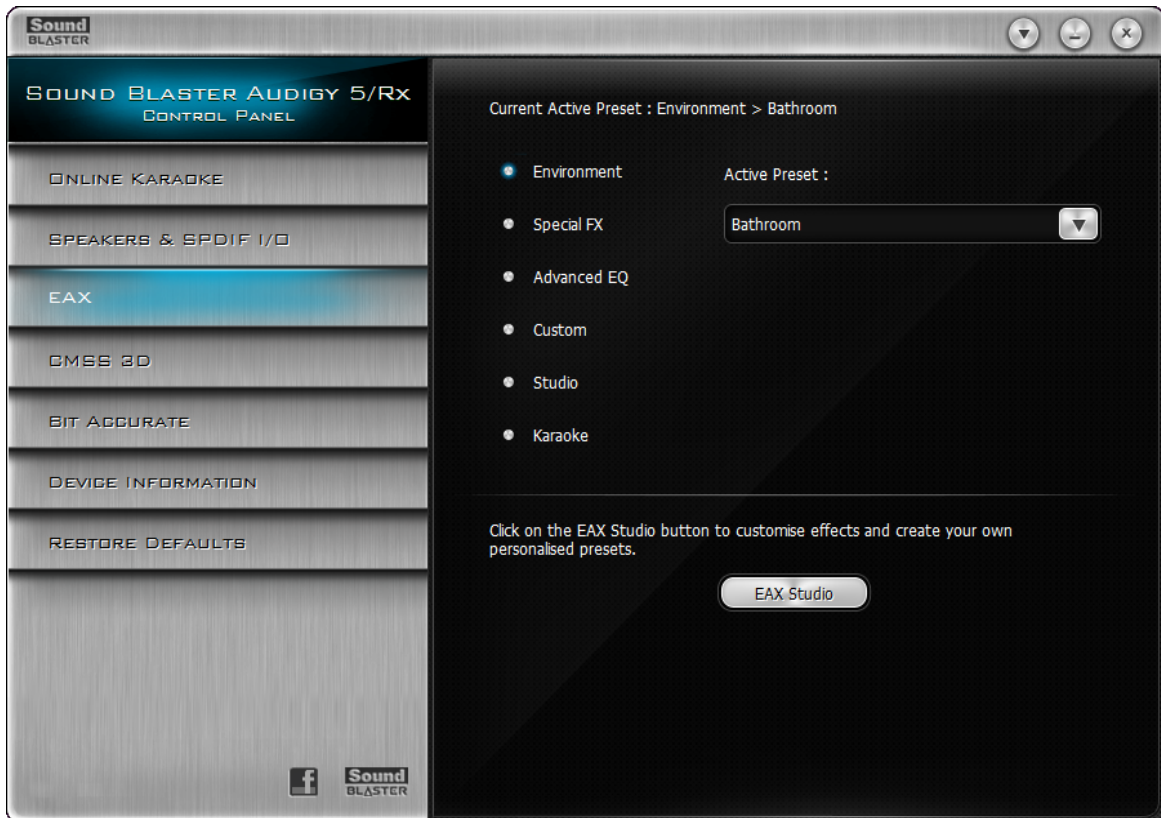 Sound
BLASTER
Sound Blaster Audigy 5/Rx
Control Panel
Online Karaoke
Speakers & SPDIF I/O
EAX
CMSS 3D
Bit Accurate
Device Information
Restore Defaults
Sound
BLASTER
Current Active Preset : Environment > Bathroom
Environment
Active Preset :
Special FX
Bathroom
Advanced EQ
Custom
Studio
Karaoke
Click on the EAX Studio button to customise effects and create your own
personalised presets.
EAX Studio